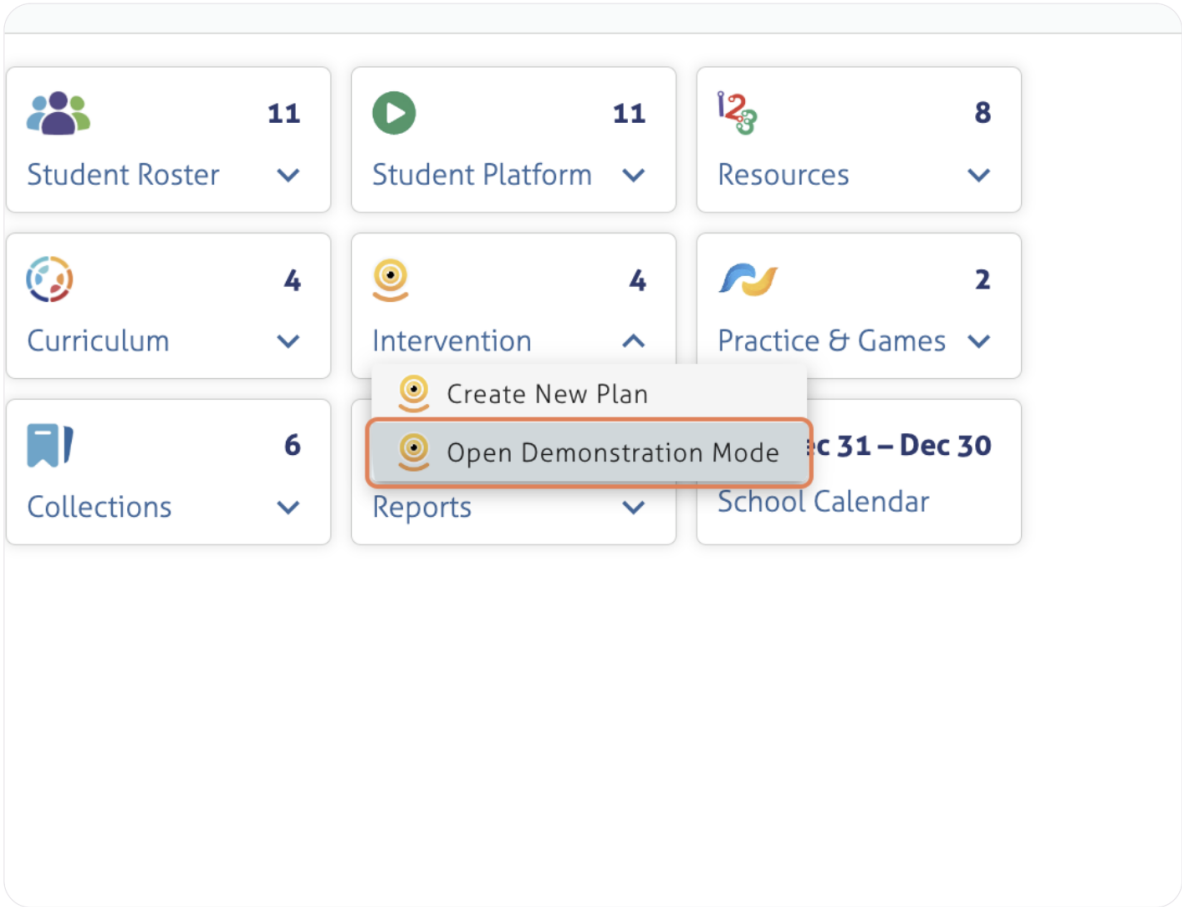 11
Student Roster
11
Student Platform
8
Resources
4
Curriculum
4
Intervention
2
Practice & Games
Create New Plan
Open Demonstration Mode
6
Collections
Reports
31 – Dec 30
School Calendar